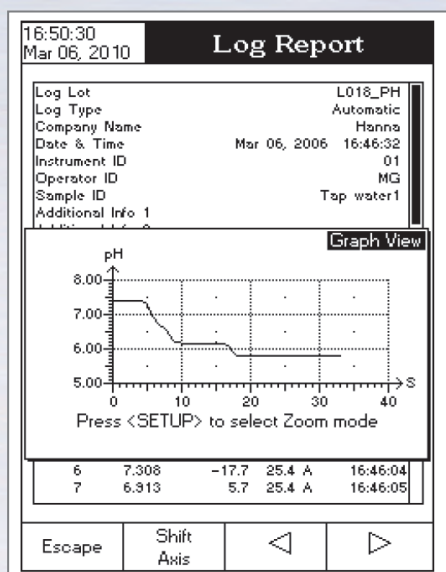 16:50:30
Mar 06, 2010
Log Report
Log Lot L018_PH
Log Type Automatic
Company Name Hanna
Date & Time Mar 06, 2006 16:46:32
Instrument ID 01
Operator ID MG
Sample ID Tap water1
Additional Info 1
Graph View
pH
8.00
7.00
6.00
5.00
0 10 20 30 40 S
Press <SETUP> to select Zoom mode
6 7.308 -17.7 25.4 A 16:46:04
7 6.913 5.7 25.4 A 16:46:05
Escape
Shift
Axis